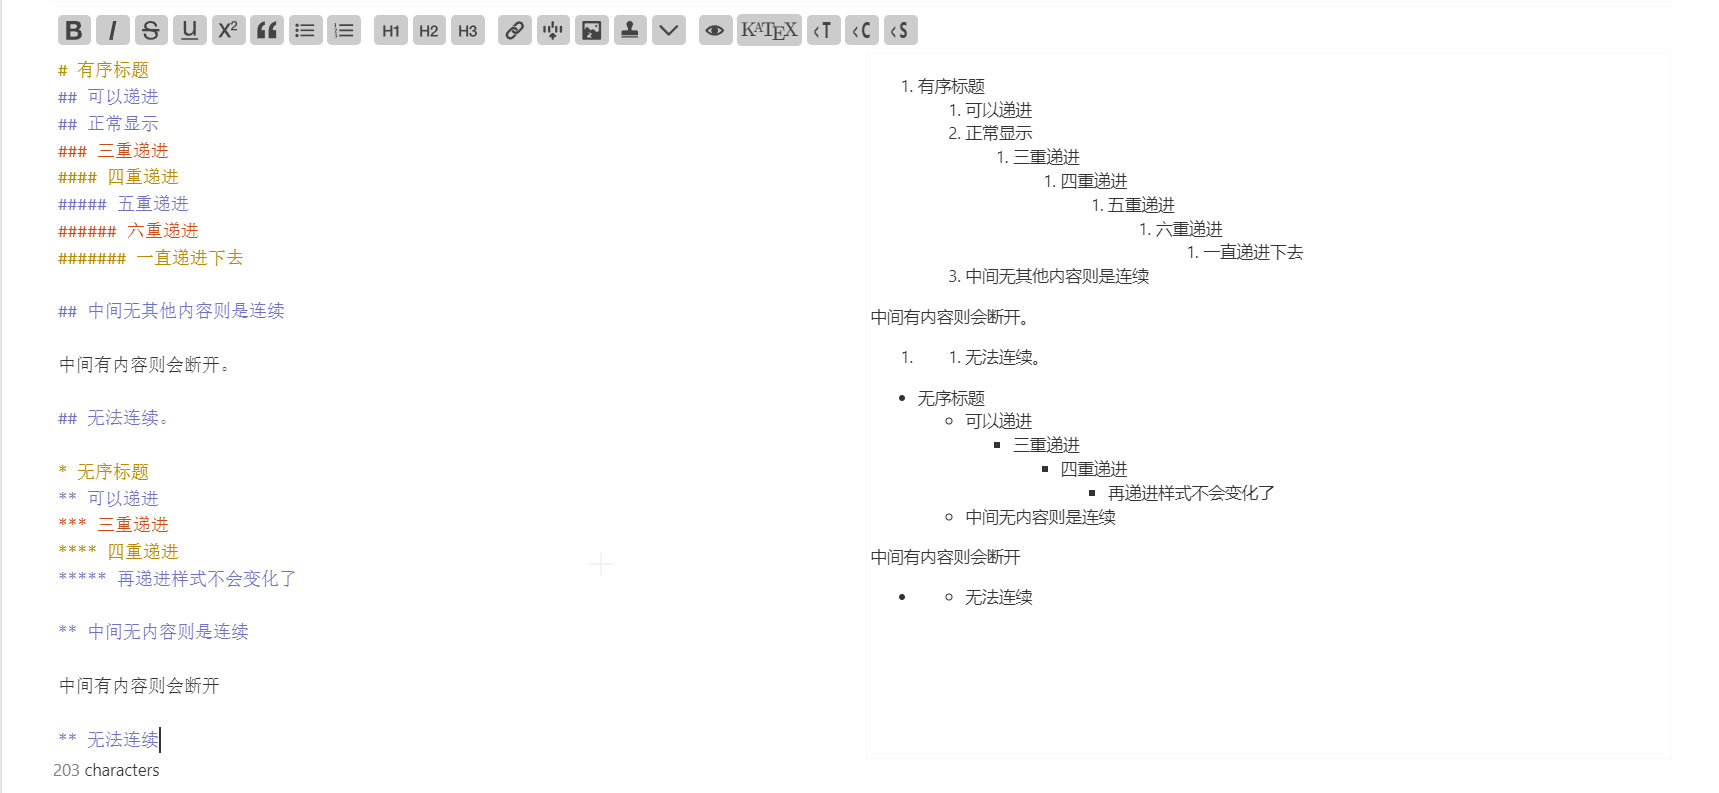 B I S U X² H1 H2 H3 KATEX <T <C <S
# 有序标题
## 可以递进
## 正常显示
### 三重递进
#### 四重递进
##### 五重递进
###### 六重递进
####### 一直递进下去
## 中间无其他内容则是连续
中间有内容则会断开。
## 无法连续。
* 无序标题
** 可以递进
*** 三重递进
**** 四重递进
***** 再递进样式不会变化了
** 中间无内容则是连续
中间有内容则会断开
** 无法连续
203 characters
1. 有序标题
1. 可以递进
2. 正常显示
1. 三重递进
1. 四重递进
1. 五重递进
1. 六重递进
1. 一直递进下去
3. 中间无其他内容则是连续
中间有内容则会断开。
1. 1. 无法连续。
• 无序标题
◦ 可以递进
▪ 三重递进
▪ 四重递进
▪ 再递进样式不会变化了
◦ 中间无内容则是连续
中间有内容则会断开
• ◦ 无法连续